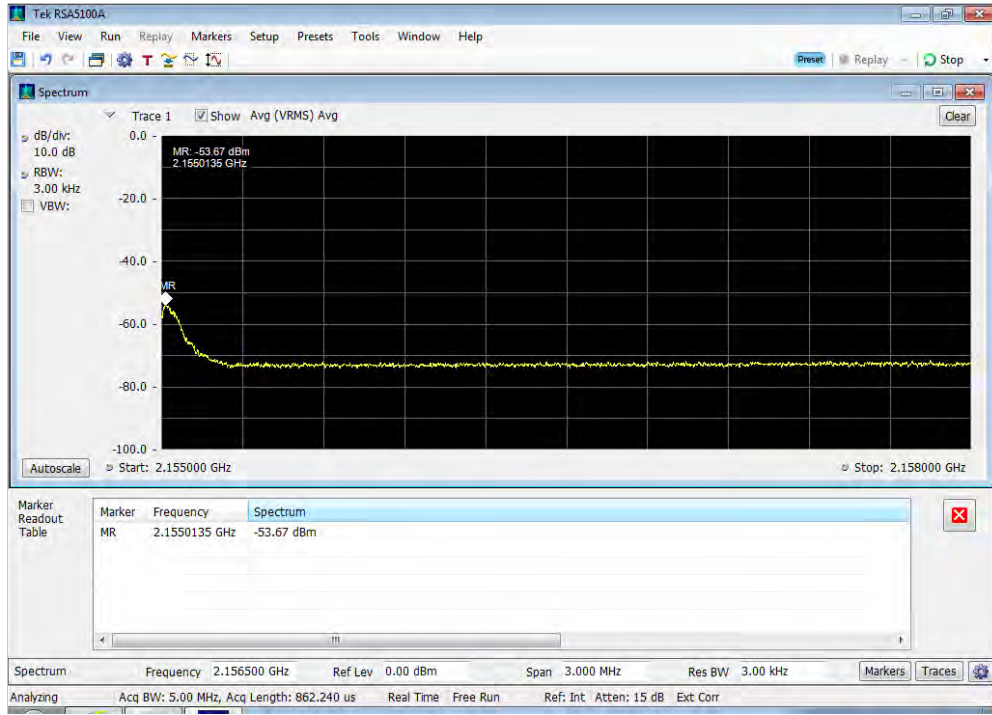 Tek RSA5100A
File View Run Replay Markers Setup Presets Tools Window Help
T Preset Replay Stop
Spectrum
Trace 1 Show Avg (VRMS) Avg Clear
dB/div:
10.0 dB
RBW:
3.00 kHz
VBW:
0.0 -
-20.0 -
-40.0 -
-60.0 -
-80.0 -
-100.0 -
MR: -53.67 dBm
2.1550135 GHz
MR
Autoscale Start: 2.155000 GHz Stop: 2.158000 GHz
Marker
Readout
Table
Marker Frequency Spectrum
MR 2.1550135 GHz -53.67 dBm
Spectrum Frequency 2.156500 GHz Ref Lev 0.00 dBm Span 3.000 MHz Res BW 3.00 kHz Markers Traces
Analyzing Acq BW: 5.00 MHz, Acq Length: 862.240 us Real Time Free Run Ref: Int Atten: 15 dB Ext Corr